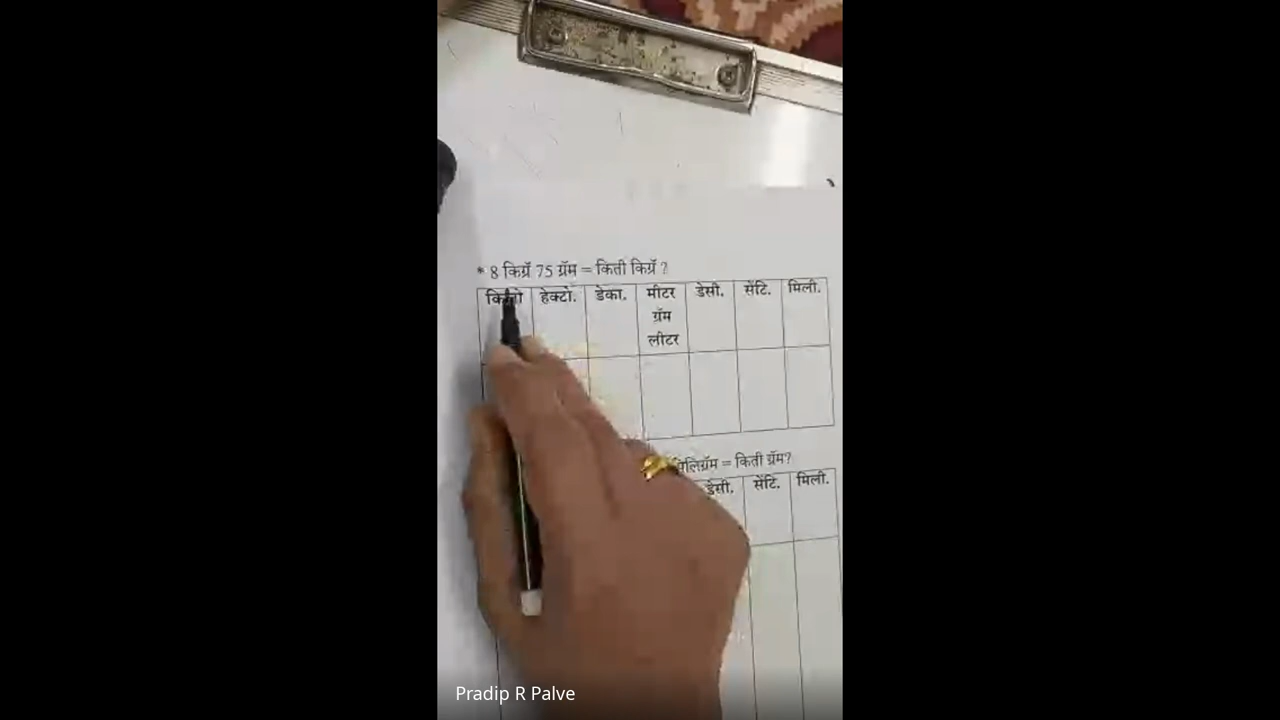 * 8 किग्रॅ 75 ग्रॅम = किती किग्रॅ ?
किलो हेक्टो. डेका. मीटर डेसी. सेंटि. मिली.
ग्रॅम
लीटर
= किती ग्रॅम?
डेसी. सेंटि. मिली.
Pradip R Palve